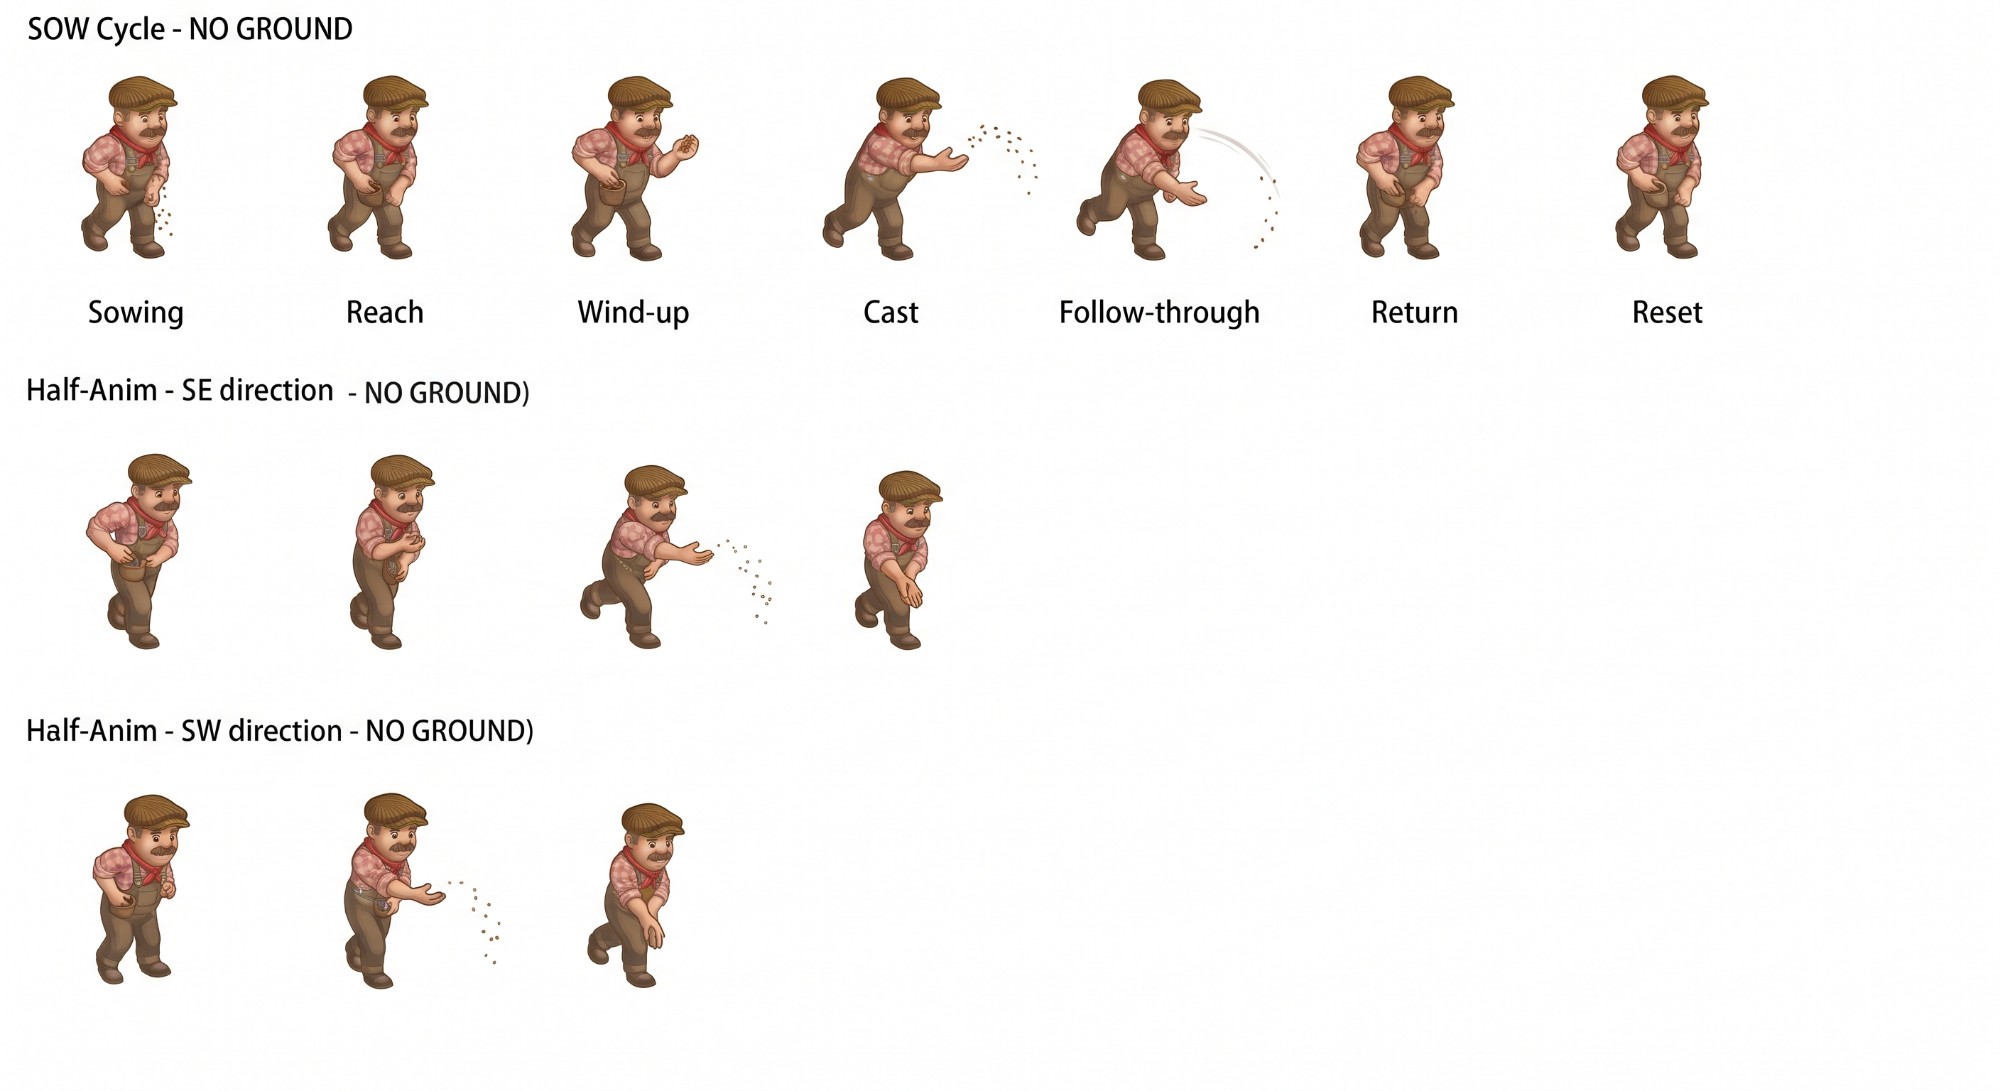 SOW Cycle - NO GROUND
Sowing Reach Wind-up Cast Follow-through Return Reset
Half-Anim - SE direction - NO GROUND)
Half-Anim - SW direction - NO GROUND)